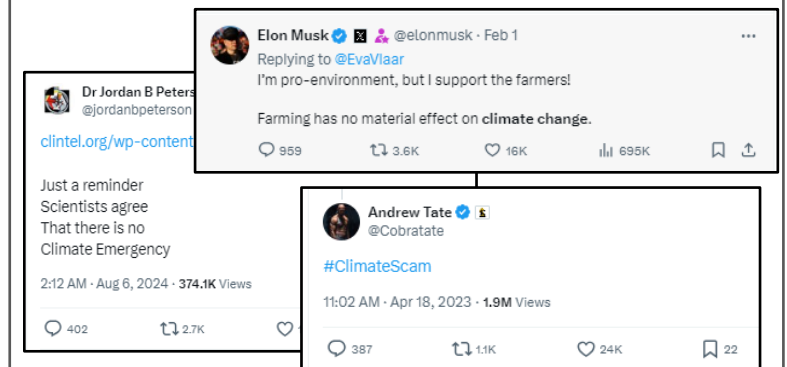 Elon Musk @elonmusk · Feb 1
Replying to @EvaVlaar
I'm pro-environment, but I support the farmers!
Farming has no material effect on climate change.
959 3.6K 16K 695K
Dr Jordan B Peters
@jordanbpeterson
clintel.org/wp-content
Just a reminder
Scientists agree
That there is no
Climate Emergency
2:12 AM · Aug 6, 2024 · 374.1K Views
402 2.7K
Andrew Tate
@Cobratate
#ClimateScam
11:02 AM · Apr 18, 2023 · 1.9M Views
387 1.1K 24K 22